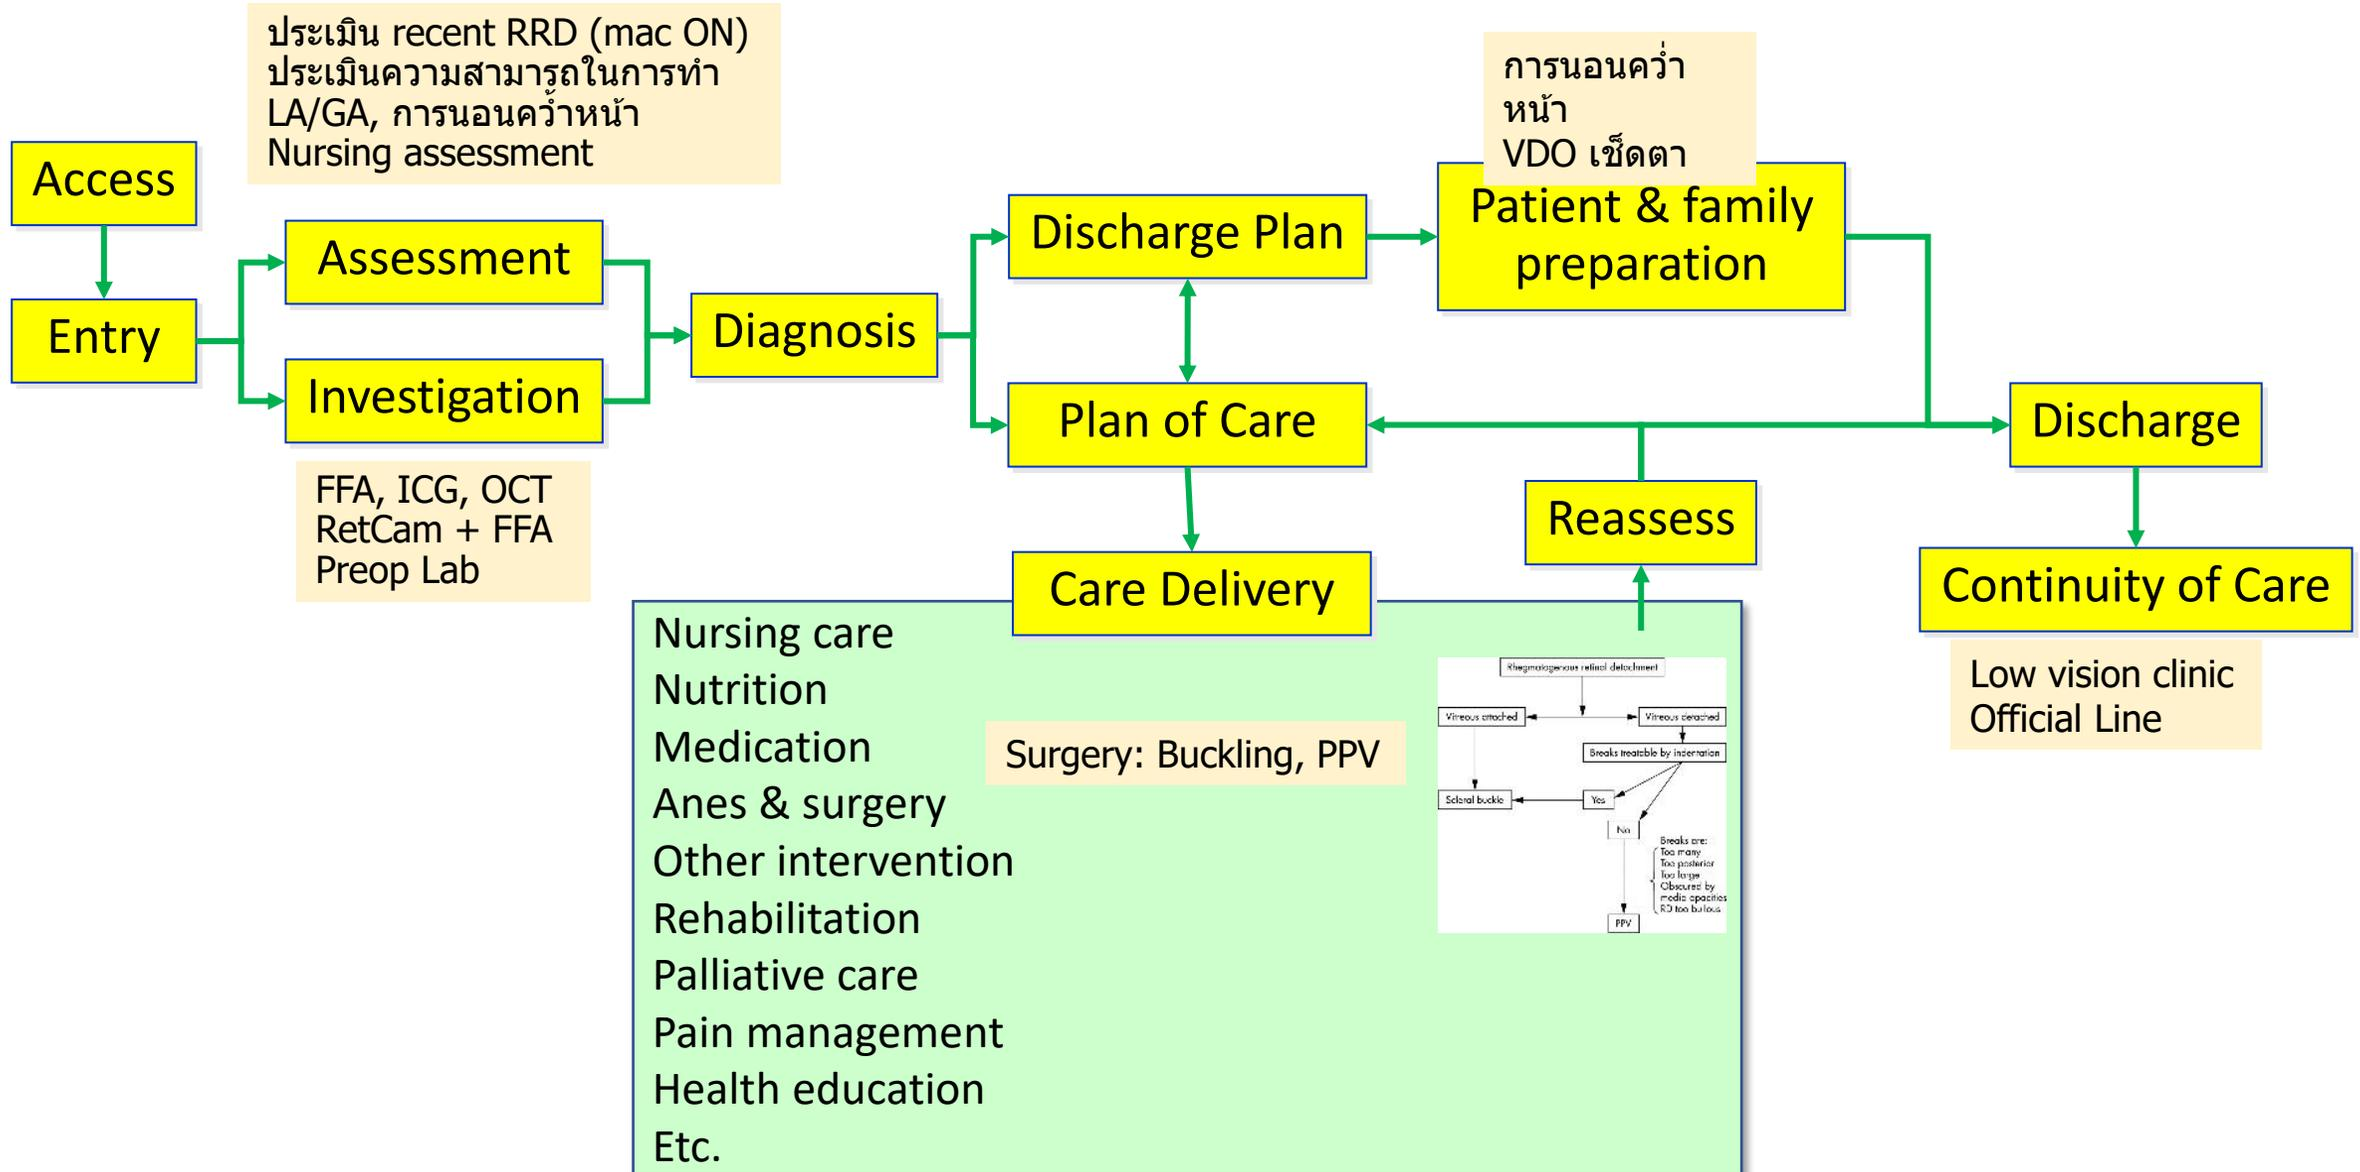 ประเมิน recent RRD (mac ON)
ประเมินความสามารถในการทำ
LA/GA, การนอนคว่ำหน้า
Nursing assessment
การนอนคว่ำ
หน้า
VDO เช็ดตา
Access
Entry
Assessment
Investigation
FFA, ICG, OCT
RetCam + FFA
Preop Lab
Diagnosis
Discharge Plan
Patient & family
preparation
Plan of Care
Discharge
Reassess
Care Delivery
Continuity of Care
Low vision clinic
Official Line
Nursing care
Nutrition
Medication
Anes & surgery
Other intervention
Rehabilitation
Palliative care
Pain management
Health education
Etc.
Surgery: Buckling, PPV
Rhegmatogenous retinal detachment
Vitreous attached
Vitreous detached
Breaks treatable by indentation
Scleral buckle
Yes
No
Breaks are:
Too many
Too posterior
Too large
Obscured by
media opacities
RD too bullous
PPV